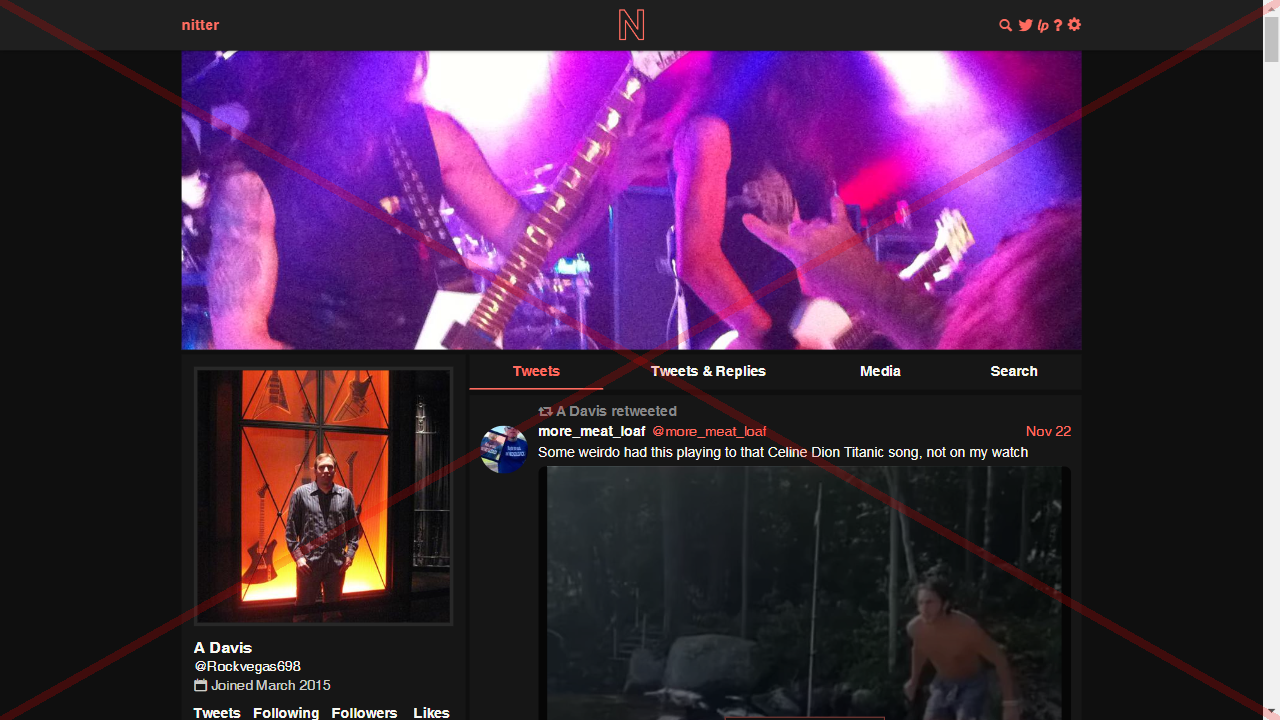 nitter
N
lp ?
Tweets Tweets & Replies Media Search
A Davis retweeted
more_meat_loaf @more_meat_loaf Nov 22
Some weirdo had this playing to that Celine Dion Titanic song, not on my watch
A Davis
@Rockvegas698
Joined March 2015
Tweets Following Followers Likes